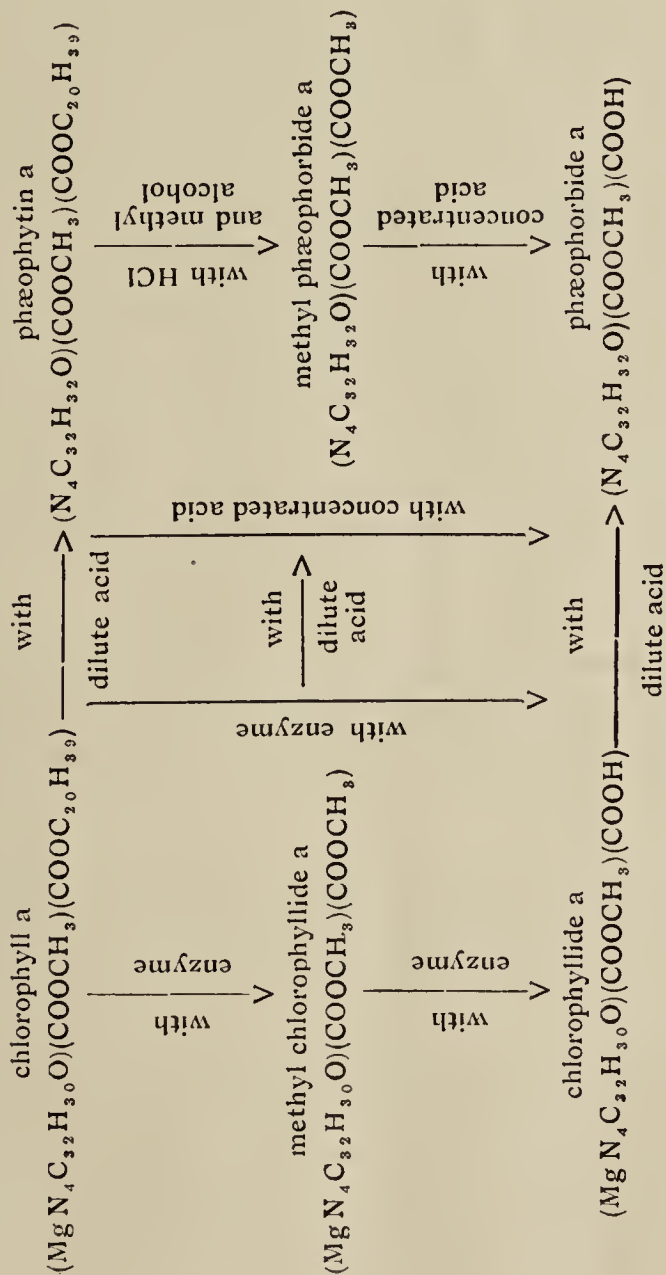 chlorophyll a
(MgN₄C₃₂H₃₀O)(COOCH₃)(COOC₂₀H₃₉)
with
dilute acid
phæophytin a
(N₄C₃₂H₃₂O)(COOCH₃)(COOC₂₀H₃₉)
with
enzyme
with enzyme
with
dilute
acid
with concentrated acid
with HCl
and methyl
alcohol
methyl chlorophyllide a
(MgN₄C₃₂H₃₀O)(COOCH₃)(COOCH₃)
methyl phæophorbide a
(N₄C₃₂H₃₂O)(COOCH₃)(COOCH₃)
with
enzyme
with
concentrated
acid
chlorophyllide a
(MgN₄C₃₂H₃₀O)(COOCH₃)(COOH)
with
dilute acid
phæophorbide a
(N₄C₃₂H₃₂O)(COOCH₃)(COOH)